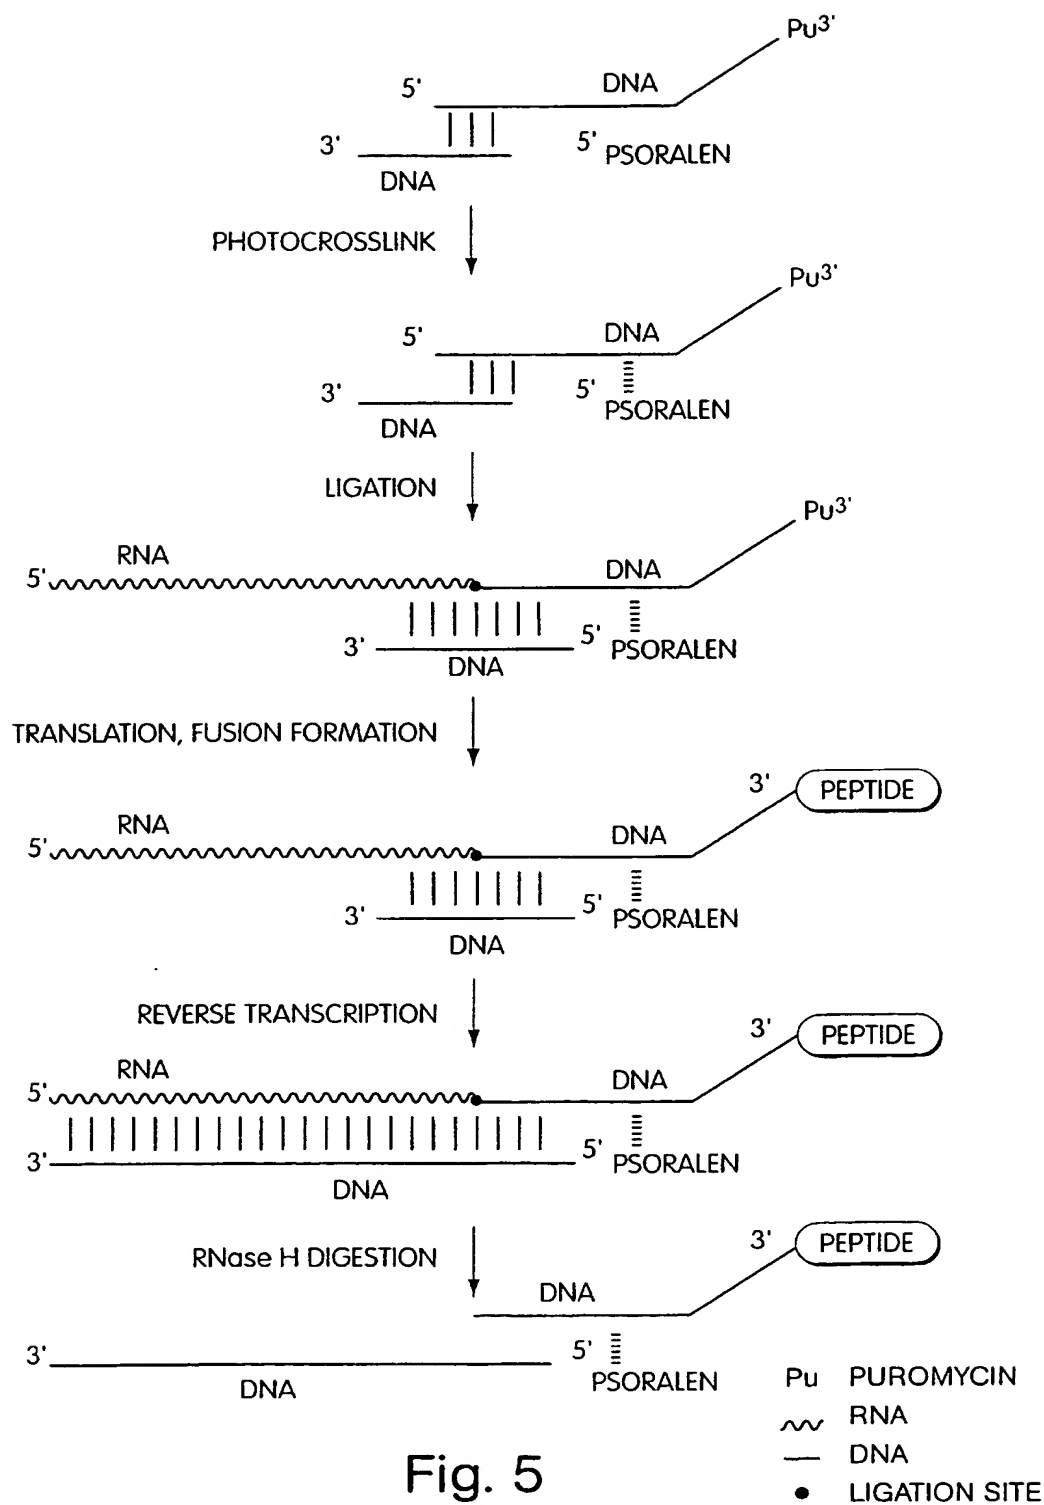 Pu3'
5' DNA
3' 5' PSORALEN
DNA
PHOTOCROSSLINK
Pu3'
5' DNA
3' 5' PSORALEN
DNA
LIGATION
Pu3'
RNA DNA
5'
3' 5' PSORALEN
DNA
TRANSLATION, FUSION FORMATION
3' PEPTIDE
RNA DNA
5'
3' 5' PSORALEN
DNA
REVERSE TRANSCRIPTION
3' PEPTIDE
RNA DNA
5'
3' 5' PSORALEN
DNA
RNase H DIGESTION
3' PEPTIDE
DNA
3' 5' PSORALEN
DNA
Pu PUROMYCIN
RNA
DNA
LIGATION SITE
Fig. 5